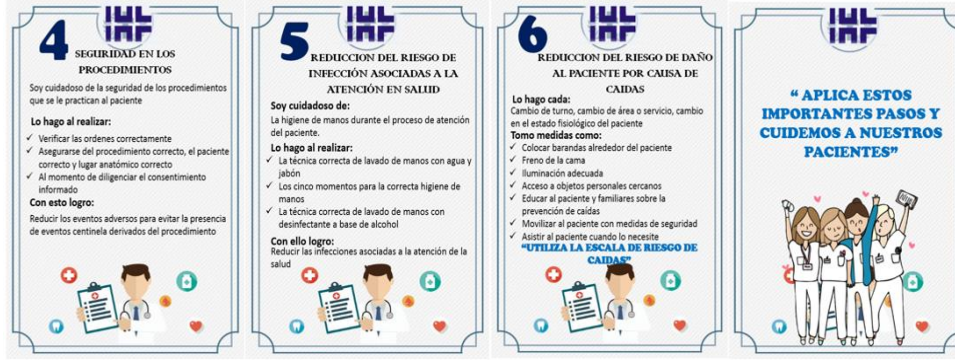 4
SEGURIDAD EN LOS
PROCEDIMIENTOS
Soy cuidadoso de la seguridad de los procedimientos
que se le practican al paciente
Lo hago al realizar:
✓ Verificar las ordenes correctamente
✓ Asegurarse del procedimiento correcto, el paciente
correcto y lugar anatómico correcto
✓ Al momento de diligenciar el consentimiento
informado
Con esto logro:
Reducir los eventos adversos para evitar la presencia
de eventos centinela derivados del procedimiento
5
REDUCCION DEL RIESGO DE
INFECCIÓN ASOCIADAS A LA
ATENCIÓN EN SALUD
Soy cuidadoso de:
La higiene de manos durante el proceso de atención
del paciente.
Lo hago al realizar:
✓ La técnica correcta de lavado de manos con agua y
jabón
✓ Los cinco momentos para la correcta higiene de
manos
✓ La técnica correcta de lavado de manos con
desinfectante a base de alcohol
Con ello logro:
Reducir las infecciones asociadas a la atención de la
salud
6
REDUCCION DEL RIESGO DE DAÑO
AL PACIENTE POR CAUSA DE
CAIDAS
Lo hago cada:
Cambio de turno, cambio de área o servicio, cambio
en el estado fisiológico del paciente
Tomo medidas como:
✓ Colocar barandas alrededor del paciente
✓ Freno de la cama
✓ Iluminación adecuada
✓ Acceso a objetos personales cercanos
✓ Educar al paciente y familiares sobre la
prevención de caídas
✓ Movilizar al paciente con medidas de seguridad
✓ Asistir al paciente cuando lo necesite
"UTILIZA LA ESCALA DE RIESGO DE
CAIDAS"
" APLICA ESTOS
IMPORTANTES PASOS Y
CUIDEMOS A NUESTROS
PACIENTES"